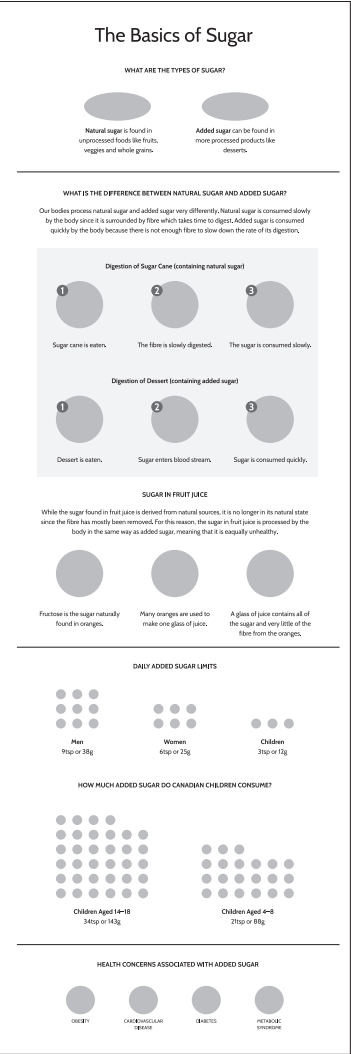 The Basics of Sugar
WHAT ARE THE TYPES OF SUGAR?
Natural sugar is found in
unprocessed foods like fruits,
veggies and whole grains.
Added sugar can be found in
more processed products like
desserts.
WHAT IS THE DIFFERENCE BETWEEN NATURAL SUGAR AND ADDED SUGAR?
Our bodies process natural sugar and added sugar very differently. Natural sugar is consumed slowly
by the body since it is surrounded by fibre which takes time to digest. Added sugar is consumed
quickly by the body because there is not enough fibre to slow down the rate of its digestion.
Digestion of Sugar Cane (containing natural sugar)
1
2
3
Sugar cane is eaten.
The fibre is slowly digested.
The sugar is consumed slowly.
Digestion of Dessert (containing added sugar)
1
2
3
Dessert is eaten.
Sugar enters blood stream.
Sugar is consumed quickly.
SUGAR IN FRUIT JUICE
While the sugar found in fruit juice is derived from natural sources, it is no longer in its natural state
since the fibre has mostly been removed. For this reason, the sugar in fruit juice is processed by the
body in the same way as added sugar, meaning that it is eaqually unhealthy.
Fructose is the sugar naturally
found in oranges.
Many oranges are used to
make one glass of juice.
A glass of juice contains all of
the sugar and very little of the
fibre from the oranges.
DAILY ADDED SUGAR LIMITS
Men
9tsp or 38g
Women
6tsp or 25g
Children
3tsp or 12g
HOW MUCH ADDED SUGAR DO CANADIAN CHILDREN CONSUME?
Children Aged 14–18
34tsp or 143g
Children Aged 4–8
21tsp or 88g
HEALTH CONCERNS ASSOCIATED WITH ADDED SUGAR
OBESITY
CARDIOVASCULAR
DISEASE
DIABETES
METABOLIC
SYNDROME